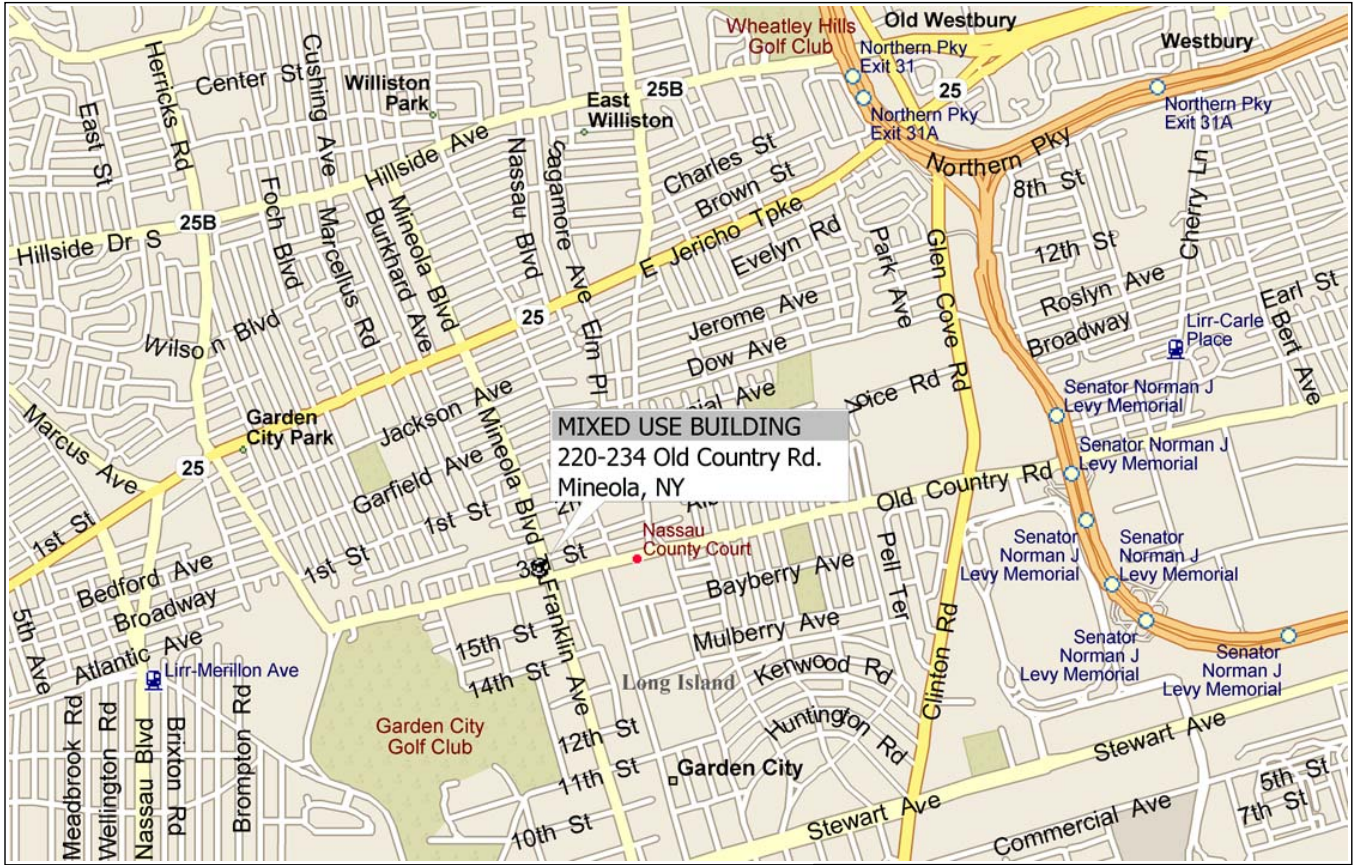 Wheatley Hills
Golf Club
Old Westbury
Northern Pky
Exit 31
Westbury
Herricks Rd
Center St
Cushing Ave
Williston
Park
25B
25
East
Williston
Northern Pky
Exit 31A
Northern Pky
Exit 31A
East St
Hillside Ave
Nassau Blvd
Sagamore Ave
Charles St
Brown St
Northern Pky
8th St
Cherry Ln
25B
Hillside Dr S
Foch Blvd
Marcellus Rd
Burkhard Ave
Mineola Blvd
E Jericho Tpke
Evelyn Rd
Park Ave
Glen Cove Rd
12th St
Roslyn Ave
Broadway
Earl St
Bert Ave
Wilson Blvd
25
Elm Pl
Jerome Ave
Dow Ave
Lirr-Carle
Place
Marcus Ave
Garden
City Park
Jackson Ave
Mineola Blvd
Senator Norman J
Levy Memorial
MIXED USE BUILDING
220-234 Old Country Rd.
Mineola, NY
25
Garfield Ave
1st St
Senator Norman J
Levy Memorial
Old Country Rd
1st St
1st St
Nassau
County Court
Senator
Norman J
Levy Memorial
Senator
Norman J
Levy Memorial
Bedford Ave
Broadway
Atlantic Ave
5th Ave
Franklin Ave
Bayberry Ave
Pell Ter
Mulberry Ave
Clinton Rd
Lirr-Merillon Ave
15th St
14th St
Long Island
Kenwood Rd
Huntington Rd
Senator
Norman J
Levy Memorial
Senator
Norman J
Levy Memorial
Meadbrook Rd
Wellington Rd
Nassau Blvd
Brixton Rd
Brompton Rd
Garden City
Golf Club
12th St
11th St
10th St
Garden City
Stewart Ave
Stewart Ave
Commercial Ave
5th St
7th St